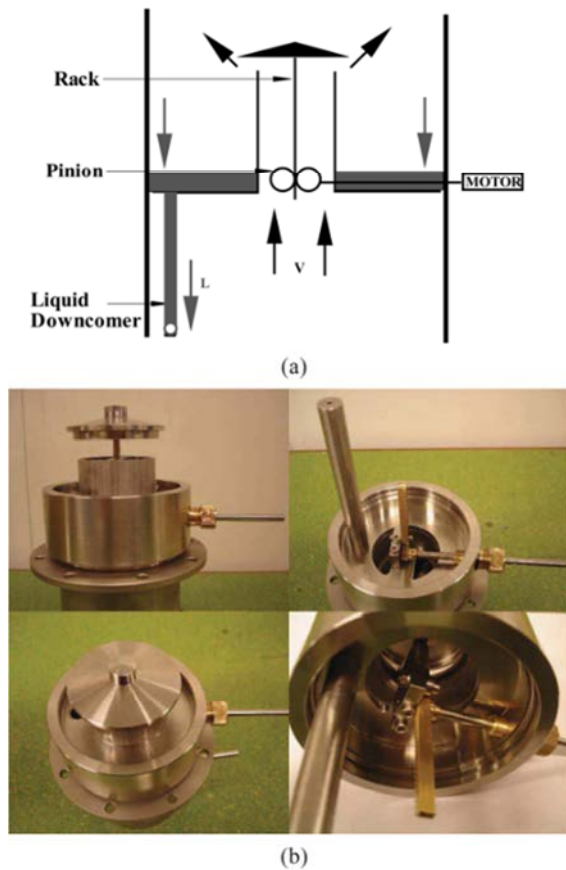 Rack
Pinion
MOTOR
V
L
Liquid
Downcomer
(a)
(b)